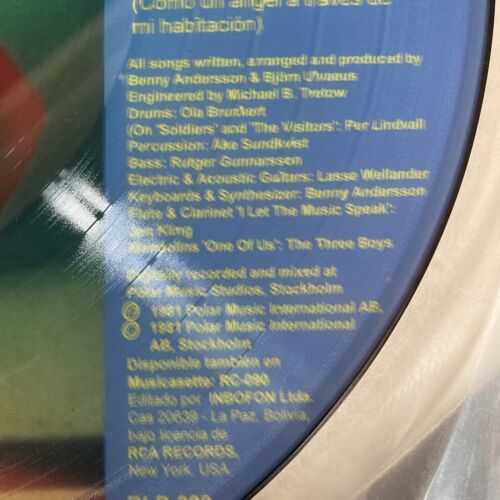 (Como un ángel a través de
mi habitación)
All songs written, arranged and produced by
Benny Andersson & Björn Ulvaeus
Engineered by Michael B. Tretow
Drums: Ola Brunkert
(On 'Soldiers' and 'The Visitors': Per Lindvall
Percussion: Åke Sundkvist
Bass: Rutger Gunnarsson
Electric & Acoustic Guitars: Lasse Wellander
Keyboards & Synthesizer: Benny Andersson
Flute & Clarinet 'I Let The Music Speak':
Jan Kling
Mandolins 'One Of Us': The Three Boys
Digitally recorded and mixed at
Polar Music Studios, Stockholm
℗ 1981 Polar Music International AB.
© 1981 Polar Music International
AB, Stockholm
Disponible también en
Musicasette: RC-090
Editado por INBOFON Ltda.
Cas 20639 - La Paz, Bolivia,
bajo licencia de
RCA RECORDS,
New York, USA